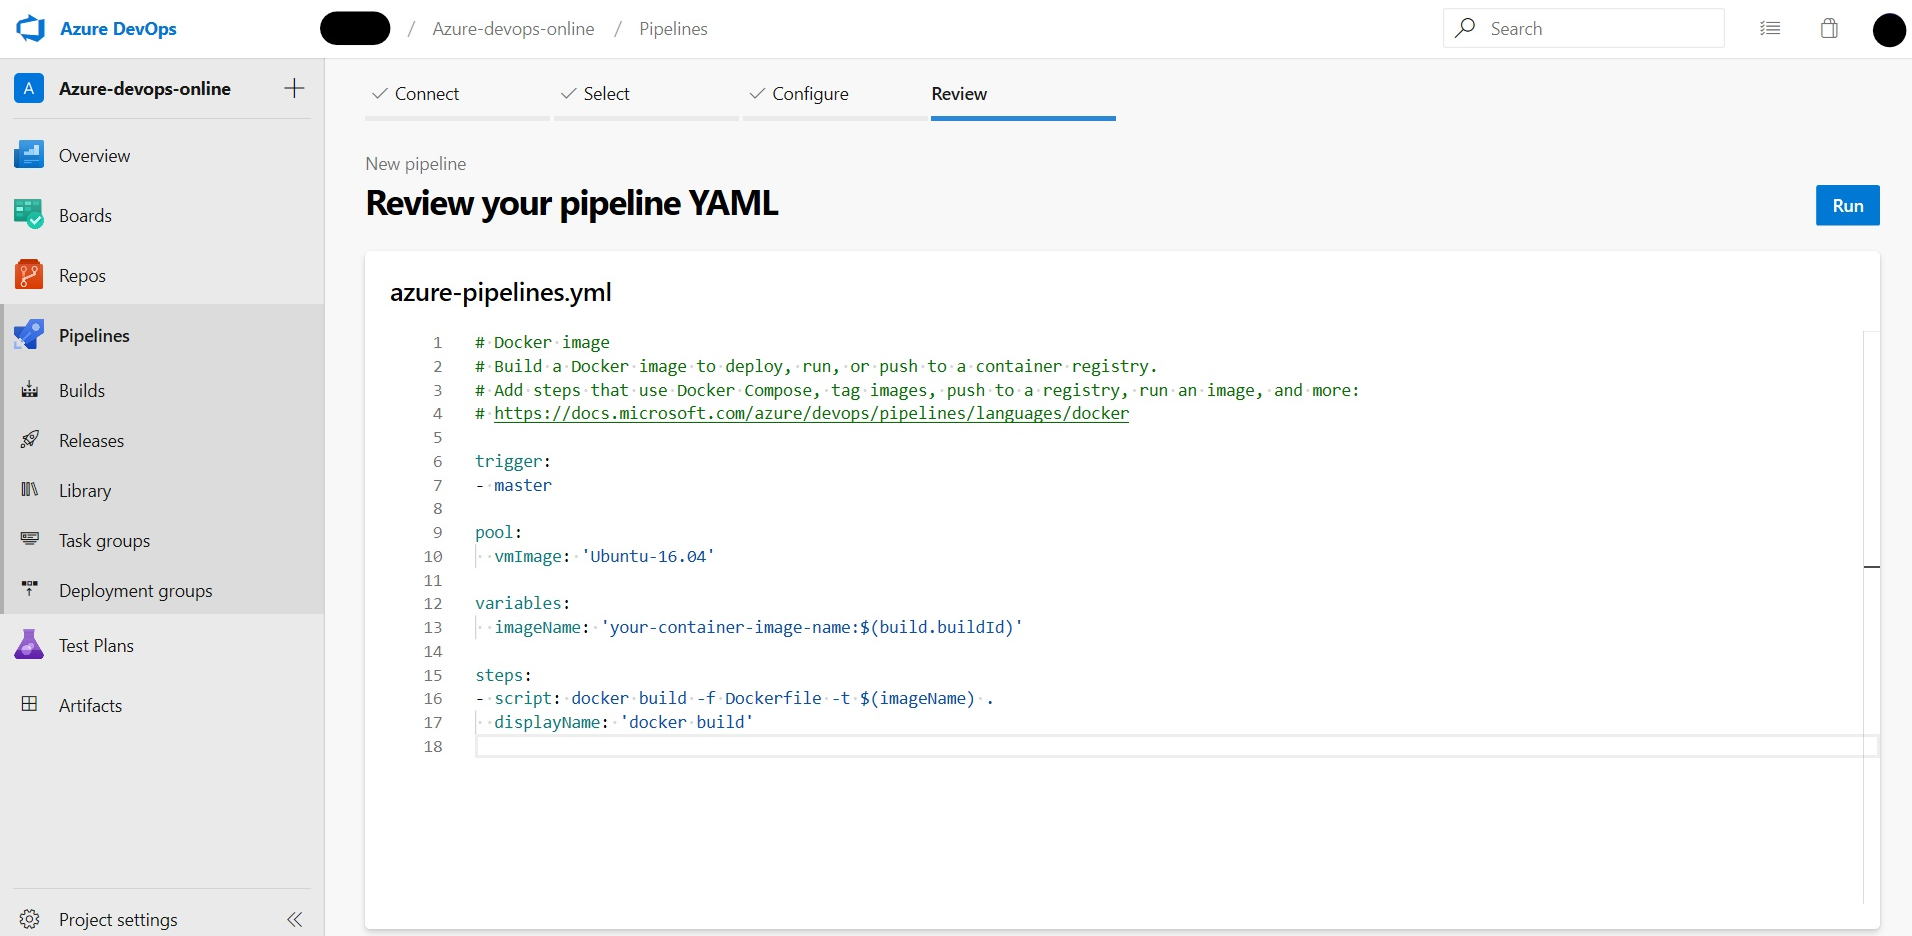 Azure DevOps
/ Azure-devops-online / Pipelines
Search
A Azure-devops-online
Overview
Boards
Repos
Pipelines
Builds
Releases
Library
Task groups
Deployment groups
Test Plans
Artifacts
Project settings
Connect
Select
Configure
Review
New pipeline
Review your pipeline YAML
Run
azure-pipelines.yml
1 # Docker image
2 # Build a Docker image to deploy, run, or push to a container registry.
3 # Add steps that use Docker Compose, tag images, push to a registry, run an image, and more:
4 # https://docs.microsoft.com/azure/devops/pipelines/languages/docker
5
6 trigger:
7 - master
8
9 pool:
10   vmImage: 'Ubuntu-16.04'
11
12 variables:
13   imageName: 'your-container-image-name:$(build.buildId)'
14
15 steps:
16 - script: docker build -f Dockerfile -t $(imageName) .
17   displayName: 'docker build'
18